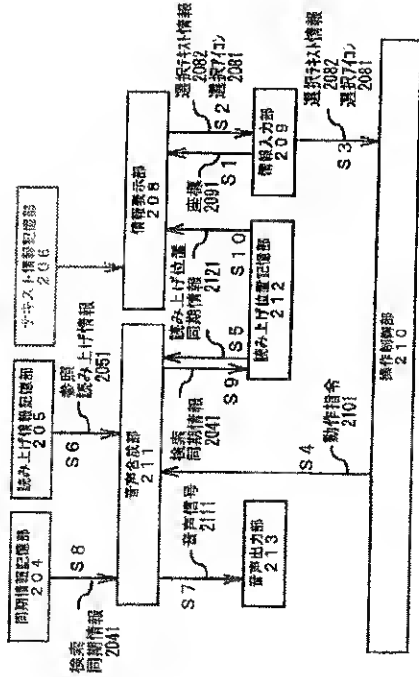 同期情報記憶部
204
読み上げ情報記憶部
205
テキスト情報記憶部
206
S8
検索
同期情報
2041
S6
参照
読み上げ情報
2051
音声合成部
211
情報表示部
208
S7
音声信号
2111
S9
検索
同期情報
2041
S5
読み上げ位置
同期情報
2121
S10
座標
2091
S1
S2
選択テキスト情報
2082
選択アイコン
2081
音声出力部
213
読み上げ位置記憶部
212
情報入力部
209
S4
動作指令
2101
S3
選択テキスト情報
2082
選択アイコン
2081
操作制御部
210